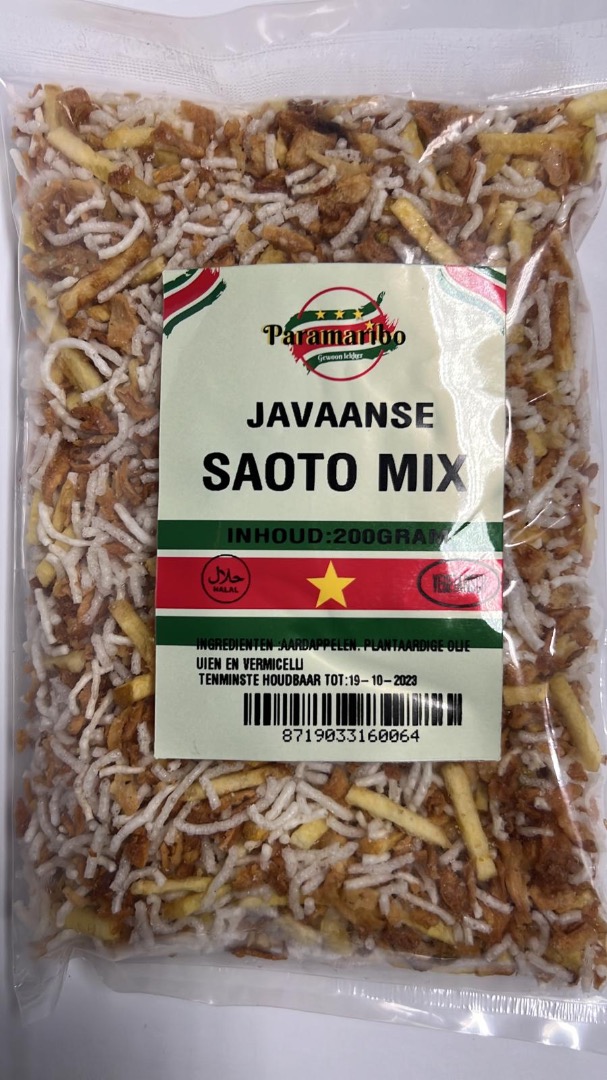 Paramaribo
Gewoon lekker
JAVAANSE
SAOTO MIX
INHOUD:200GRAM
حلال
HALAL
INGREDIENTEN :AARDAPPELEN. PLANTAARDIGE OLIE
UIEN EN VERMICELLI
TENMINSTE HOUDBAAR TOT:19-10-2023
8719033160064